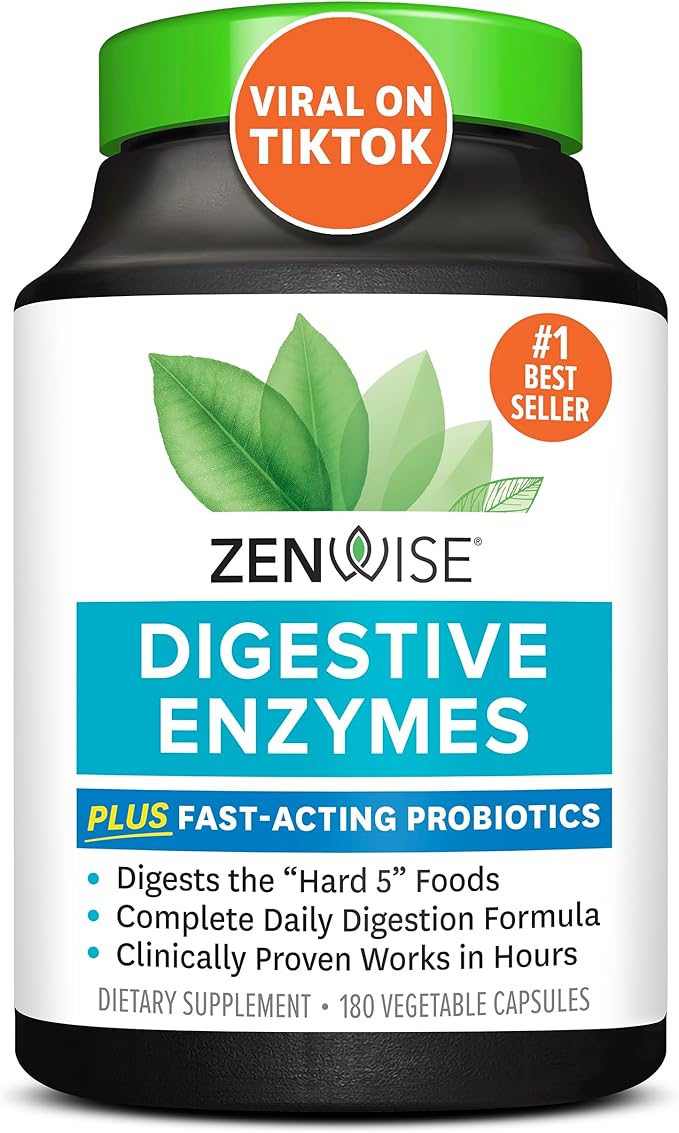 VIRAL ON
TIKTOK
#1
BEST
SELLER
ZENWISE®
DIGESTIVE
ENZYMES
PLUS FAST-ACTING PROBIOTICS
• Digests the “Hard 5” Foods
• Complete Daily Digestion Formula
• Clinically Proven Works in Hours
DIETARY SUPPLEMENT • 180 VEGETABLE CAPSULES